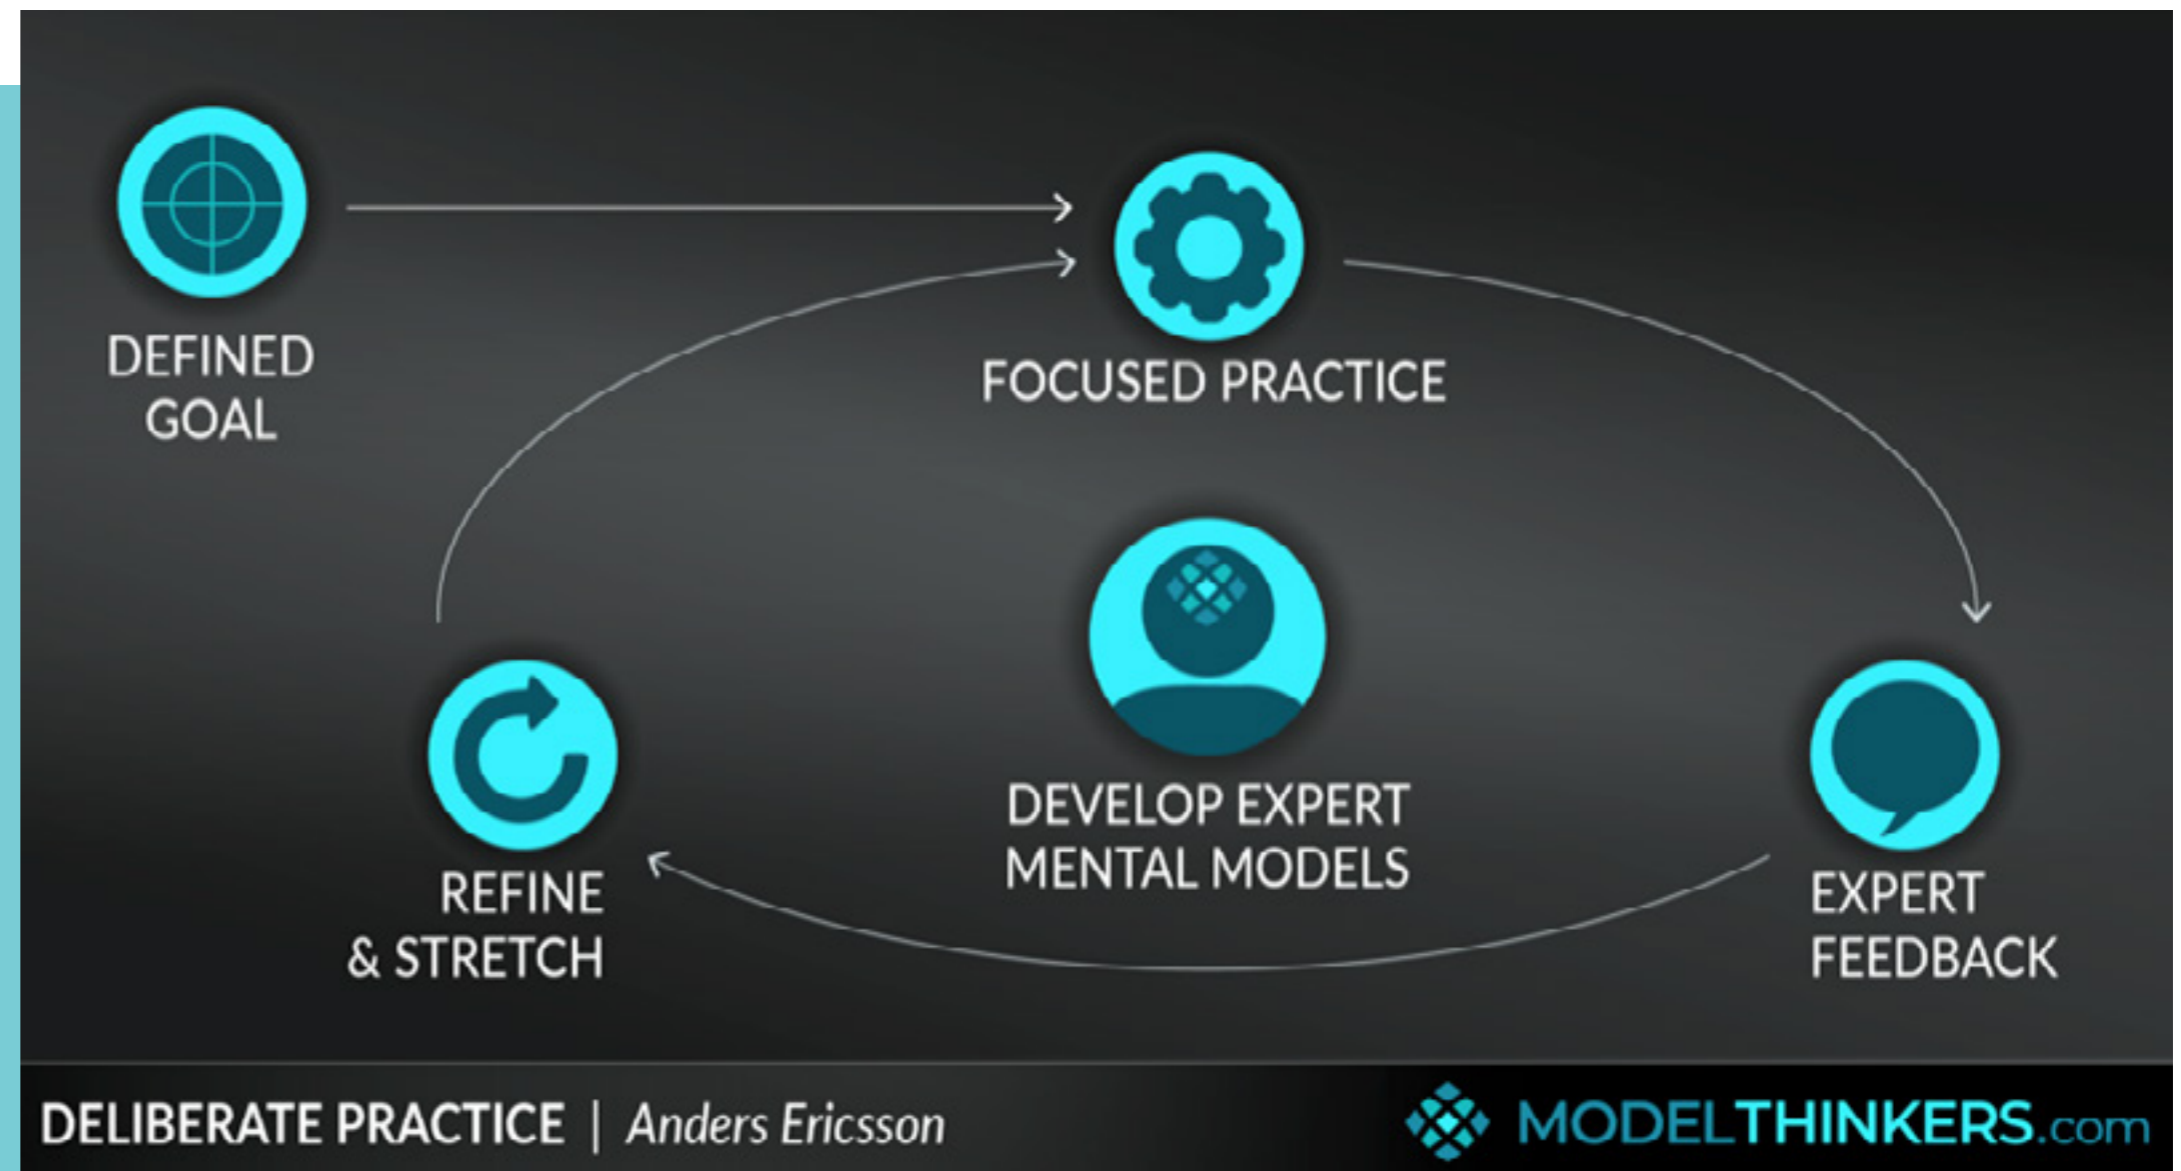 DEFINED
GOAL
FOCUSED PRACTICE
DEVELOP EXPERT
MENTAL MODELS
REFINE
& STRETCH
EXPERT
FEEDBACK
DELIBERATE PRACTICE | Anders Ericsson
MODELTHINKERS.com